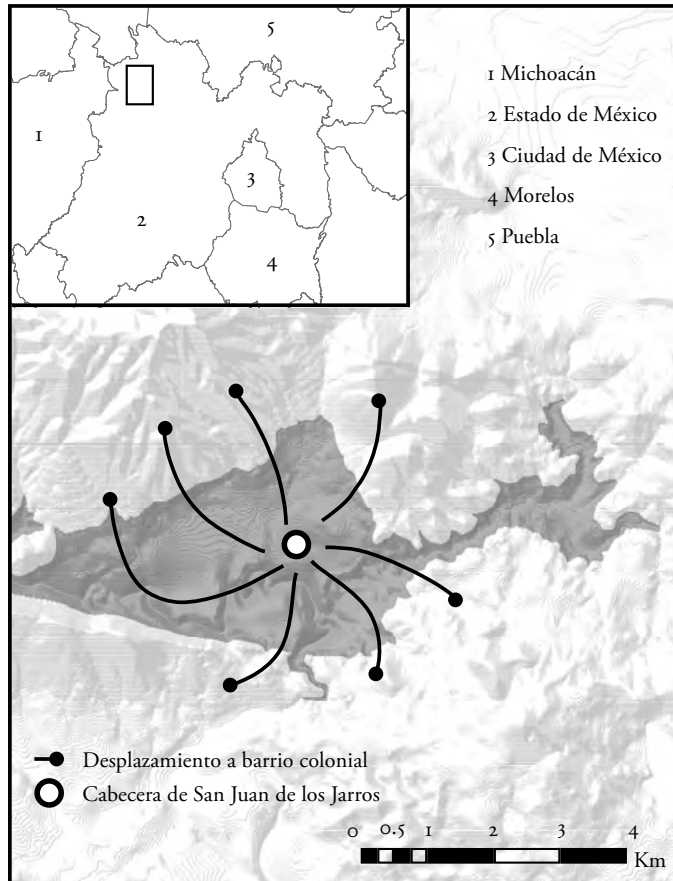 5
1
3
2
4
1 Michoacán
2 Estado de México
3 Ciudad de México
4 Morelos
5 Puebla
Desplazamiento a barrio colonial
Cabecera de San Juan de los Jarros
0 0.5 1 2 3 4
Km